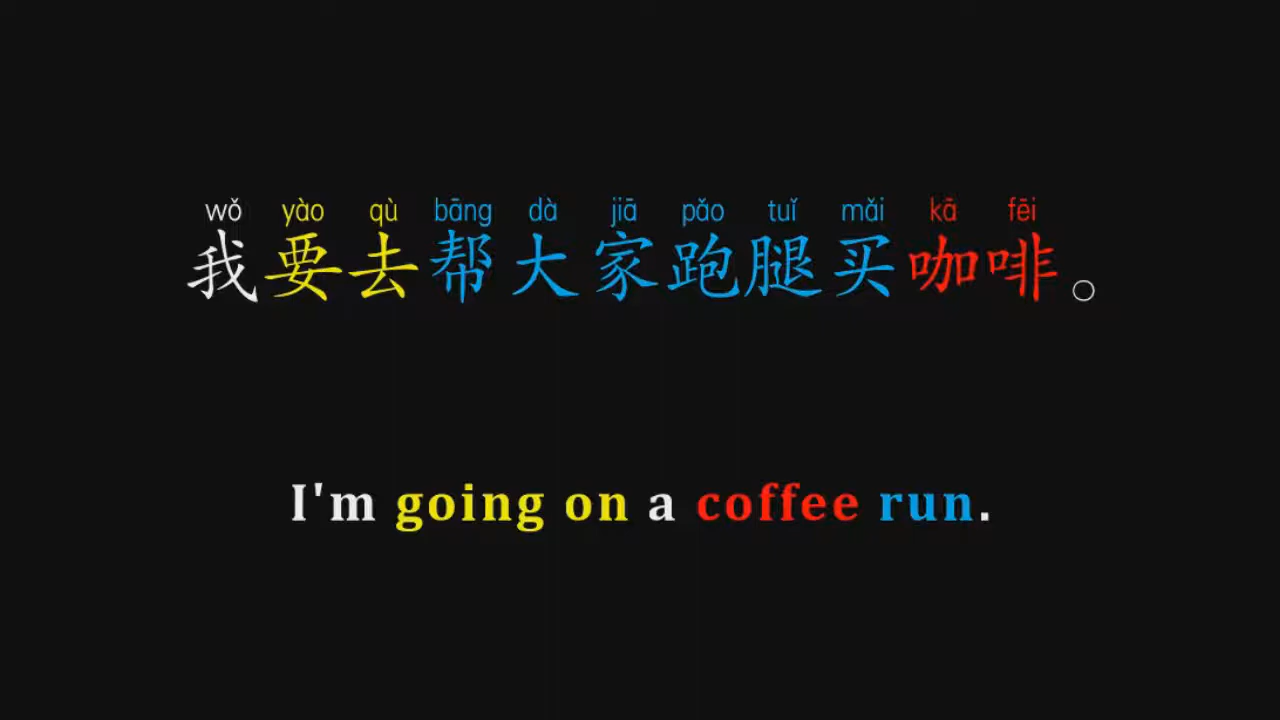 wǒ yào qù bāng dà jiā pǎo tuǐ mǎi kā fēi
我要去帮大家跑腿买咖啡。
I'm going on a coffee run.